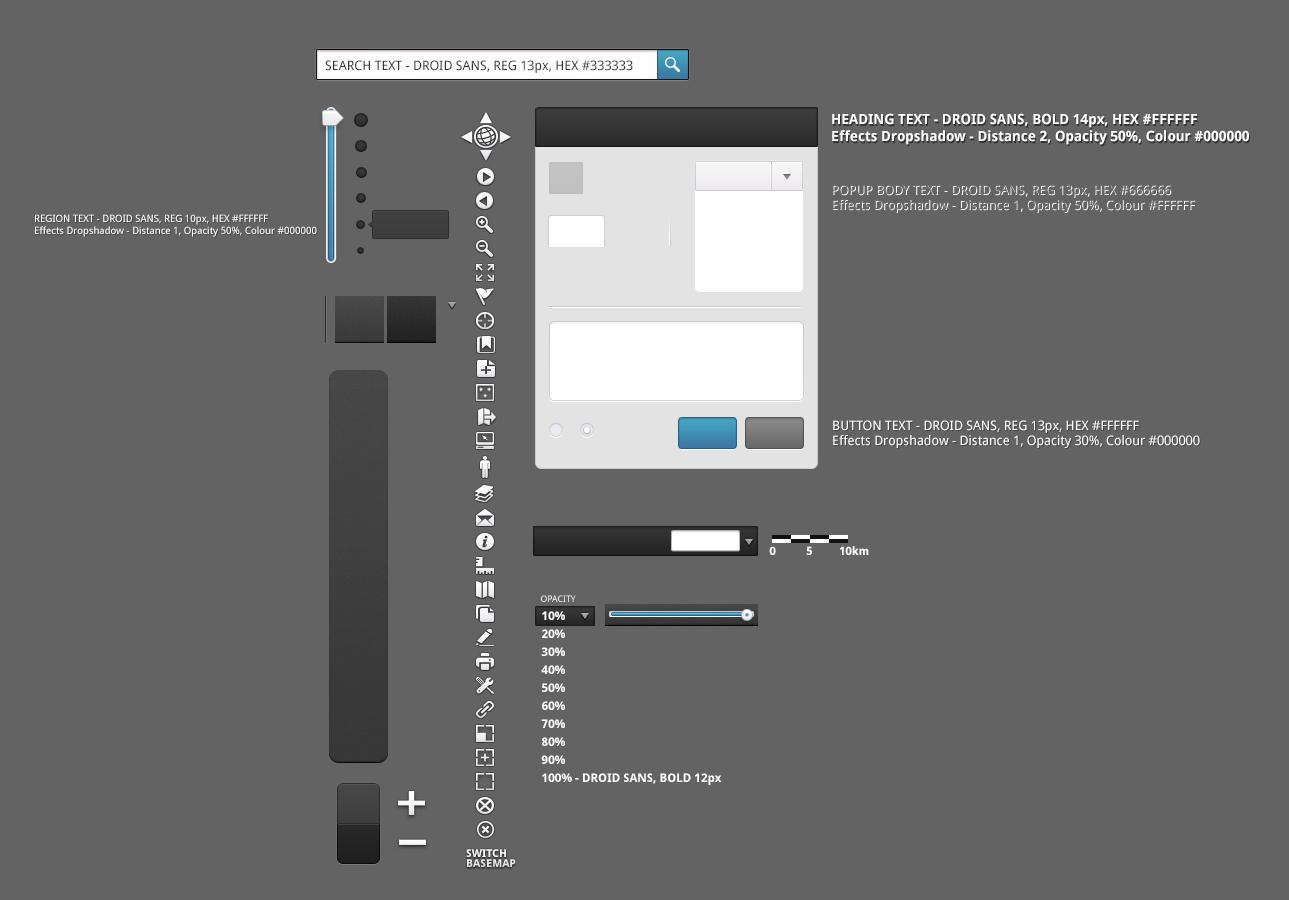 SEARCH TEXT - DROID SANS, REG 13px, HEX #333333
HEADING TEXT - DROID SANS, BOLD 14px, HEX #FFFFFF
Effects Dropshadow - Distance 2, Opacity 50%, Colour #000000
POPUP BODY TEXT - DROID SANS, REG 13px, HEX #666666
Effects Dropshadow - Distance 1, Opacity 50%, Colour #FFFFFF
REGION TEXT - DROID SANS, REG 10px, HEX #FFFFFF
Effects Dropshadow - Distance 1, Opacity 50%, Colour #000000
BUTTON TEXT - DROID SANS, REG 13px, HEX #FFFFFF
Effects Dropshadow - Distance 1, Opacity 30%, Colour #000000
0 5 10km
OPACITY
10%
20%
30%
40%
50%
60%
70%
80%
90%
100% - DROID SANS, BOLD 12px
SWITCH
BASEMAP